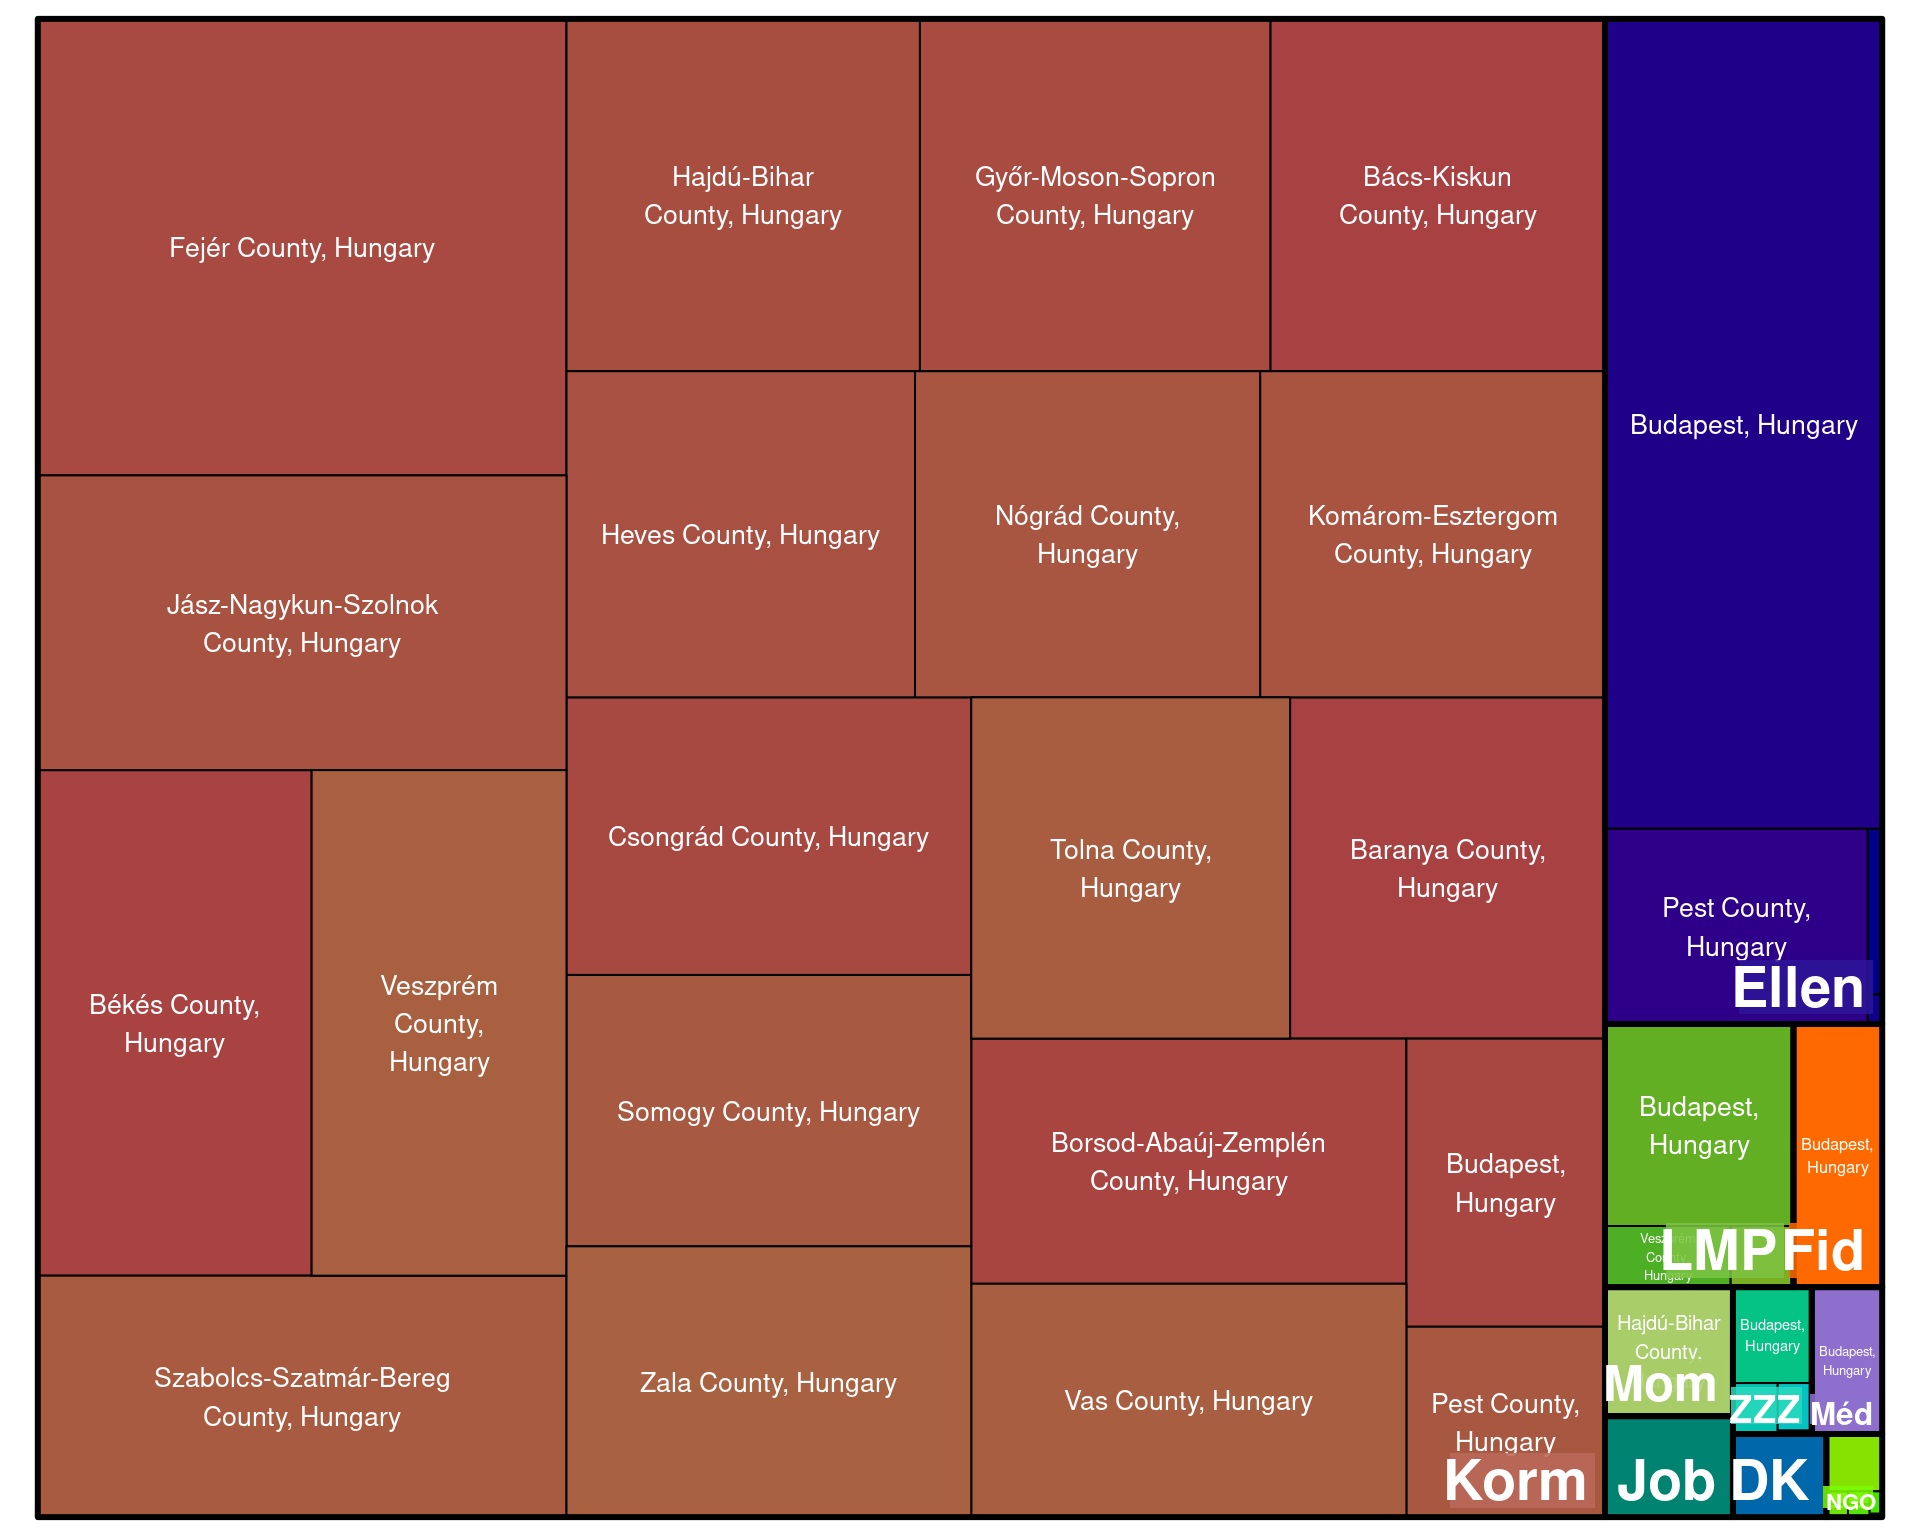 Fejér County, Hungary
Hajdú-Bihar
County, Hungary
Győr-Moson-Sopron
County, Hungary
Bács-Kiskun
County, Hungary
Jász-Nagykun-Szolnok
County, Hungary
Heves County, Hungary
Nógrád County,
Hungary
Komárom-Esztergom
County, Hungary
Békés County,
Hungary
Veszprém
County,
Hungary
Csongrád County, Hungary
Tolna County,
Hungary
Baranya County,
Hungary
Somogy County, Hungary
Borsod-Abaúj-Zemplén
County, Hungary
Budapest,
Hungary
Szabolcs-Szatmár-Bereg
County, Hungary
Zala County, Hungary
Vas County, Hungary
Pest County,
Hungary
Korm
Budapest, Hungary
Pest County,
Hungary
Ellen
Budapest,
Hungary
Veszprém
County,
Hungary
LMP
Budapest,
Hungary
Fid
Hajdú-Bihar
County,
Mom
Budapest,
Hungary
ZZZ
Budapest,
Hungary
Méd
Job
DK
NGO